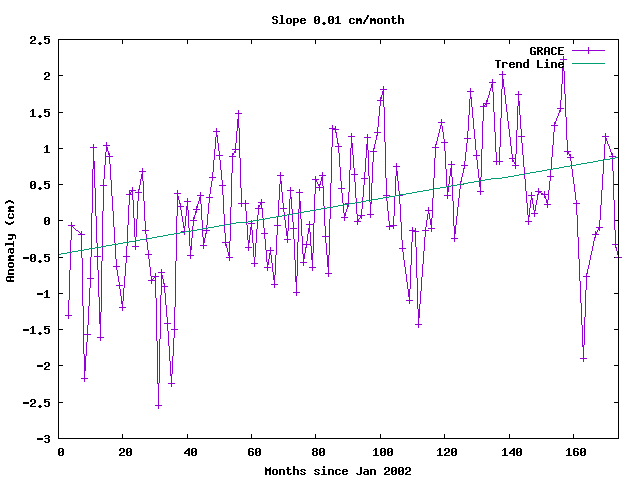 Slope 0.01 cm/month
GRACE
Trend Line
2.5
2
1.5
1
0.5
0
-0.5
-1
-1.5
-2
-2.5
-3
Anomaly (cm)
0 20 40 60 80 100 120 140 160
Months since Jan 2002